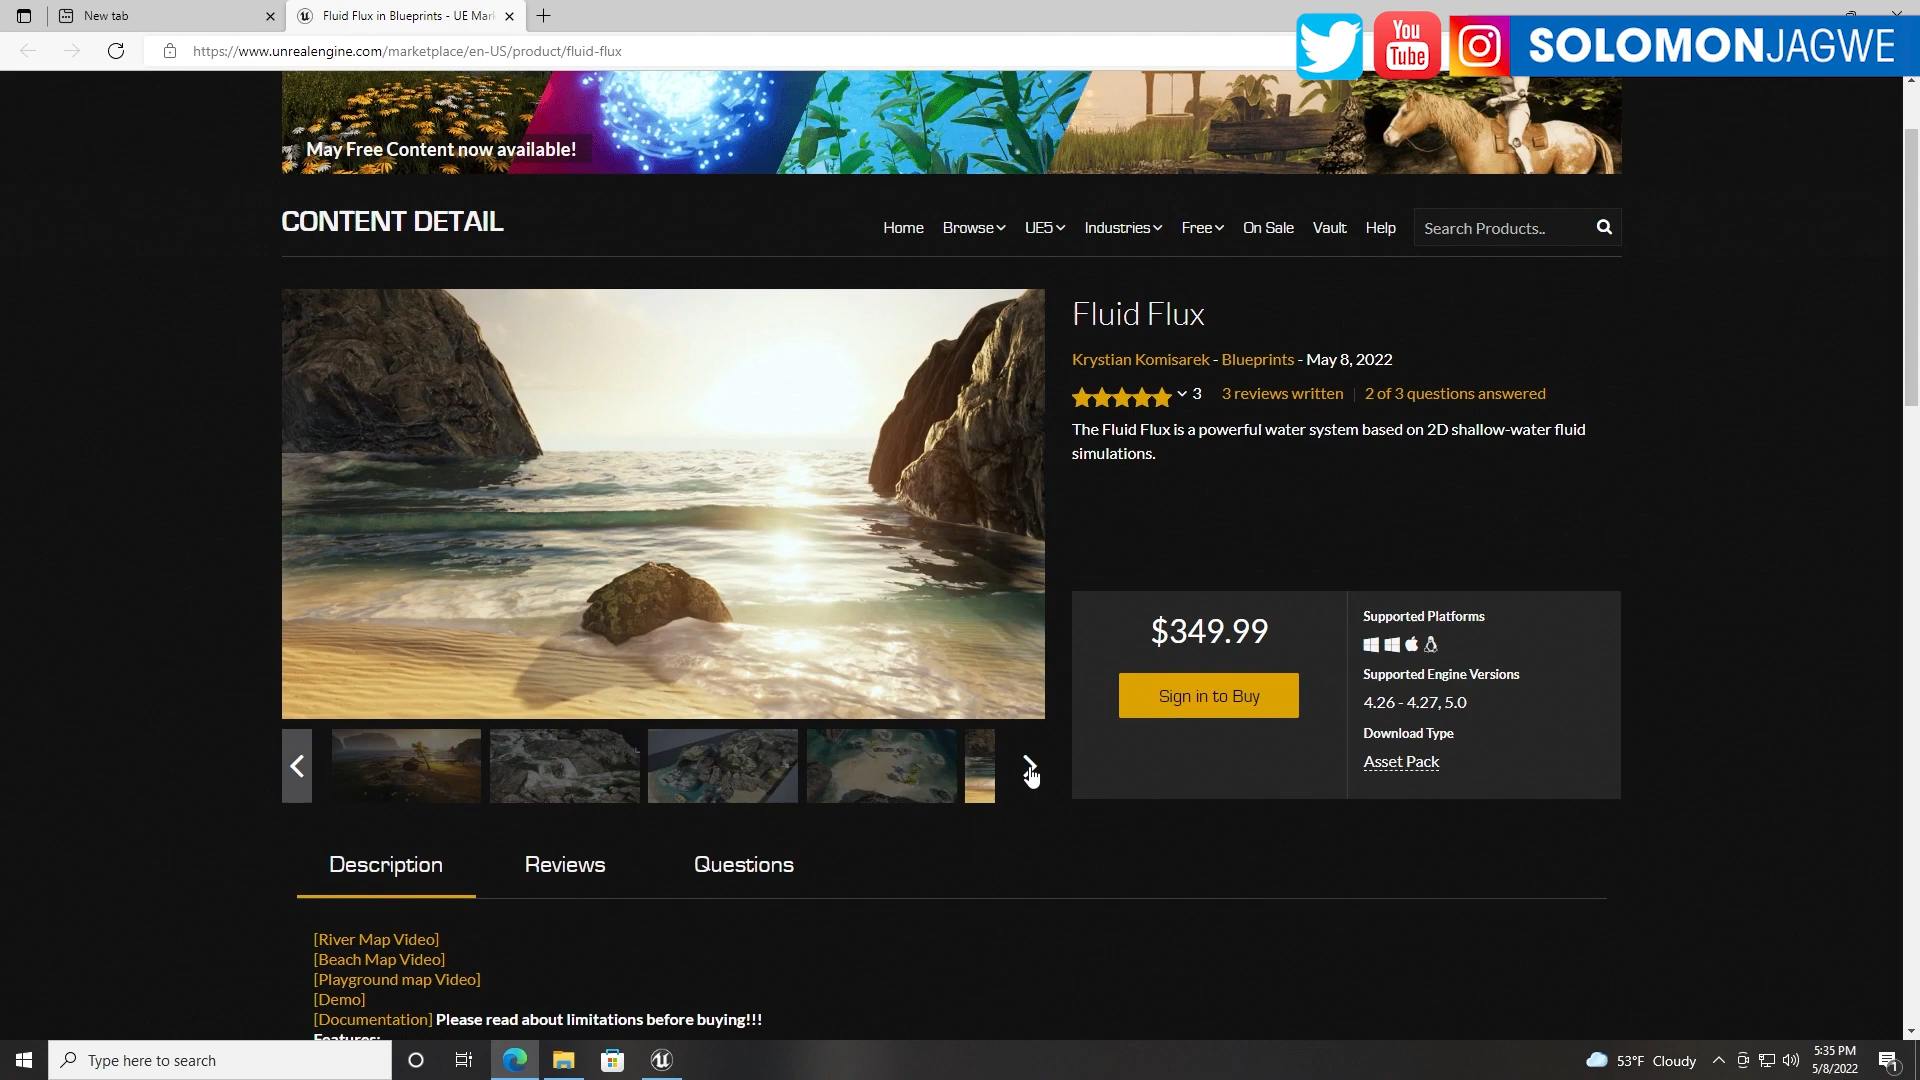 New tab
Fluid Flux in Blueprints - UE Mar
https://www.unrealengine.com/marketplace/en-US/product/fluid-flux
You
Tube
SOLOMONJAGWE
May Free Content now available!
CONTENT DETAIL
Home Browse UE5 Industries Free On Sale Vault Help Search Products..
Fluid Flux
Krystian Komisarek - Blueprints - May 8, 2022
3 3 reviews written | 2 of 3 questions answered
The Fluid Flux is a powerful water system based on 2D shallow-water fluid
simulations.
$349.99
Sign in to Buy
Supported Platforms
Supported Engine Versions
4.26 - 4.27, 5.0
Download Type
Asset Pack
Description Reviews Questions
[River Map Video]
[Beach Map Video]
[Playground map Video]
[Demo]
[Documentation] Please read about limitations before buying!!!
Features:
Type here to search
53°F Cloudy
5:35 PM
5/8/2022
1